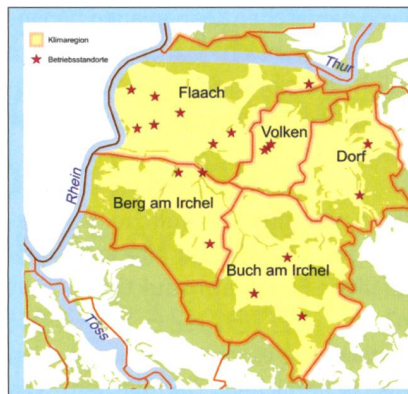 Klimaregion
Betriebsstandorte
Thur
Flaach
Volken
Dorf
Rhein
Berg am Irchel
Buch am Irchel
Töss